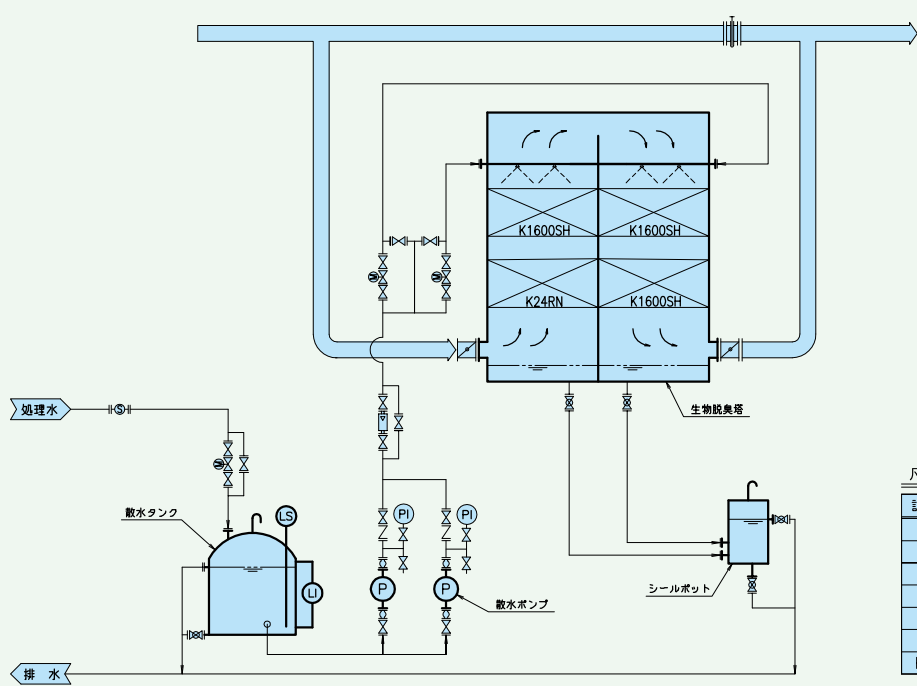 K1600SH
K1600SH
K24RN
K1600SH
M
M
処理水
S
生物脱臭塔
M
散水タンク
LS
PI
PI
LI
P
P
散水ポンプ
シールポット
排 水